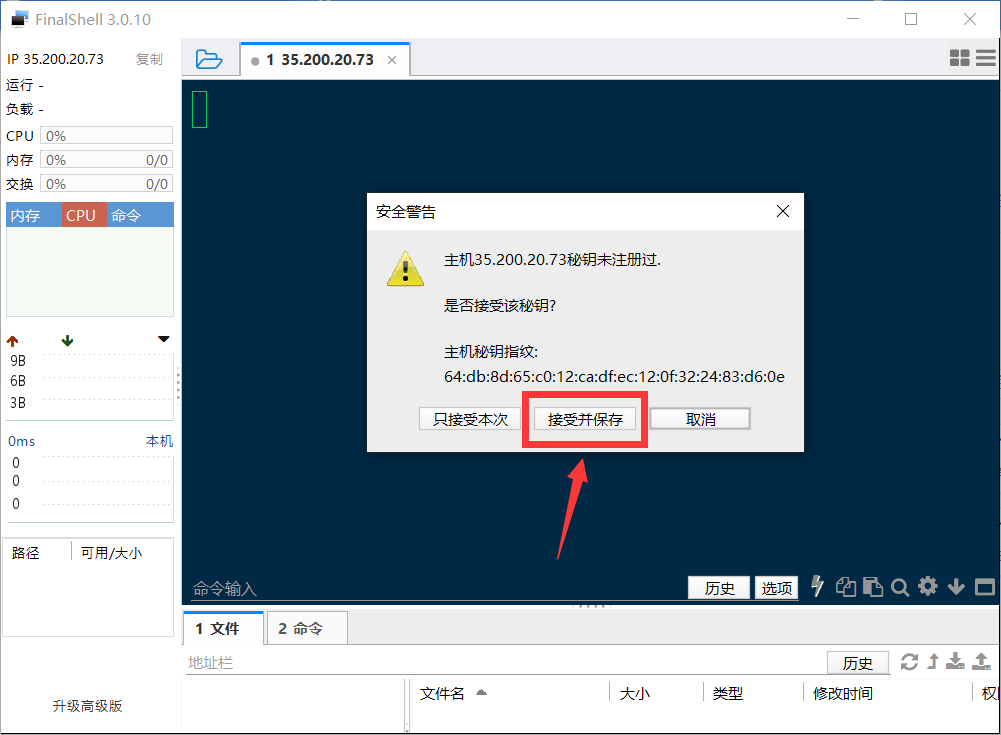 FinalShell 3.0.10
IP 35.200.20.73 复制
1 35.200.20.73
运行 -
负载 -
CPU 0%
内存 0% 0/0
交换 0% 0/0
内存 CPU 命令
安全警告
主机35.200.20.73秘钥未注册过.
是否接受该秘钥?
主机秘钥指纹:
64:db:8d:65:c0:12:ca:df:ec:12:0f:32:24:83:d6:0e
只接受本次 接受并保存 取消
9B
6B
3B
0ms 本机
0
0
0
路径 可用/大小
升级高级版
命令输入 历史 选项
1 文件 2 命令
地址栏 历史
文件名 大小 类型 修改时间 权